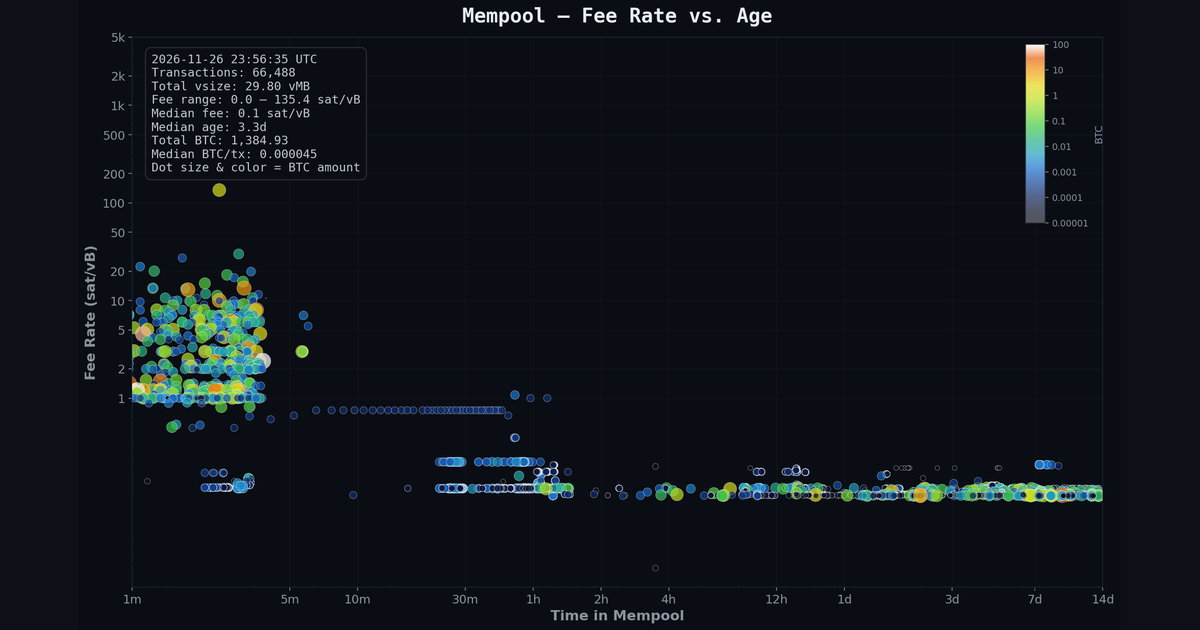 Mempool — Fee Rate vs. Age
2026-11-26 23:56:35 UTC
Transactions: 66,488
Total vsize: 29.80 vMB
Fee range: 0.0 – 135.4 sat/vB
Median fee: 0.1 sat/vB
Median age: 3.3d
Total BTC: 1,384.93
Median BTC/tx: 0.000045
Dot size & color = BTC amount
Fee Rate (sat/vB)
5k
2k
1k
500
200
100
50
20
10
5
2
1
100
10
1
0.1
0.01
0.001
0.0001
0.00001
BTC
1m 5m 10m 30m 1h 2h 4h 12h 1d 3d 7d 14d
Time in Mempool